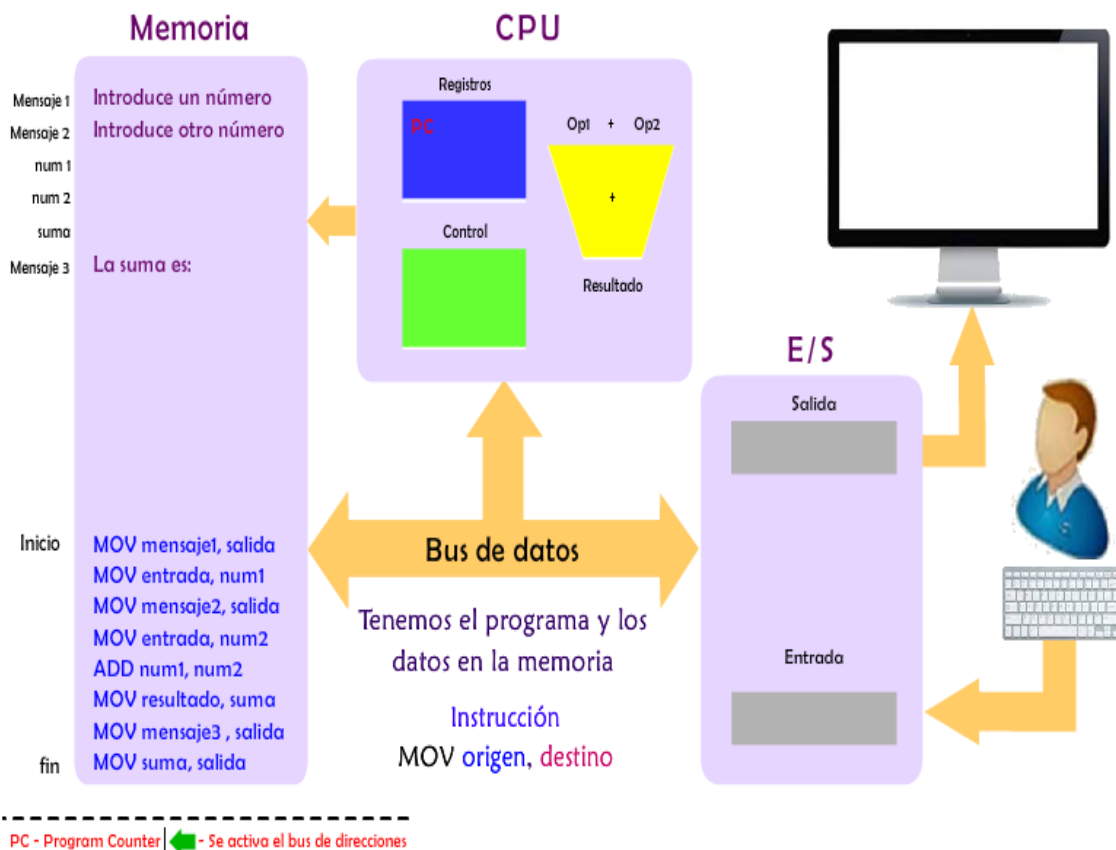 Memoria
Mensaje 1
Introduce un número
Mensaje 2
Introduce otro número
num 1
num 2
suma
Mensaje 3
La suma es:
Inicio
MOV mensaje1, salida
MOV entrada, num1
MOV mensaje2, salida
MOV entrada, num2
ADD num1, num2
MOV resultado, suma
MOV mensaje3 , salida
fin
MOV suma, salida
CPU
Registros
PC
Op1 + Op2
+
Control
Resultado
Bus de datos
Tenemos el programa y los
datos en la memoria
Instrucción
MOV origen, destino
E/S
Salida
Entrada
PC - Program Counter
- Se activa el bus de direcciones